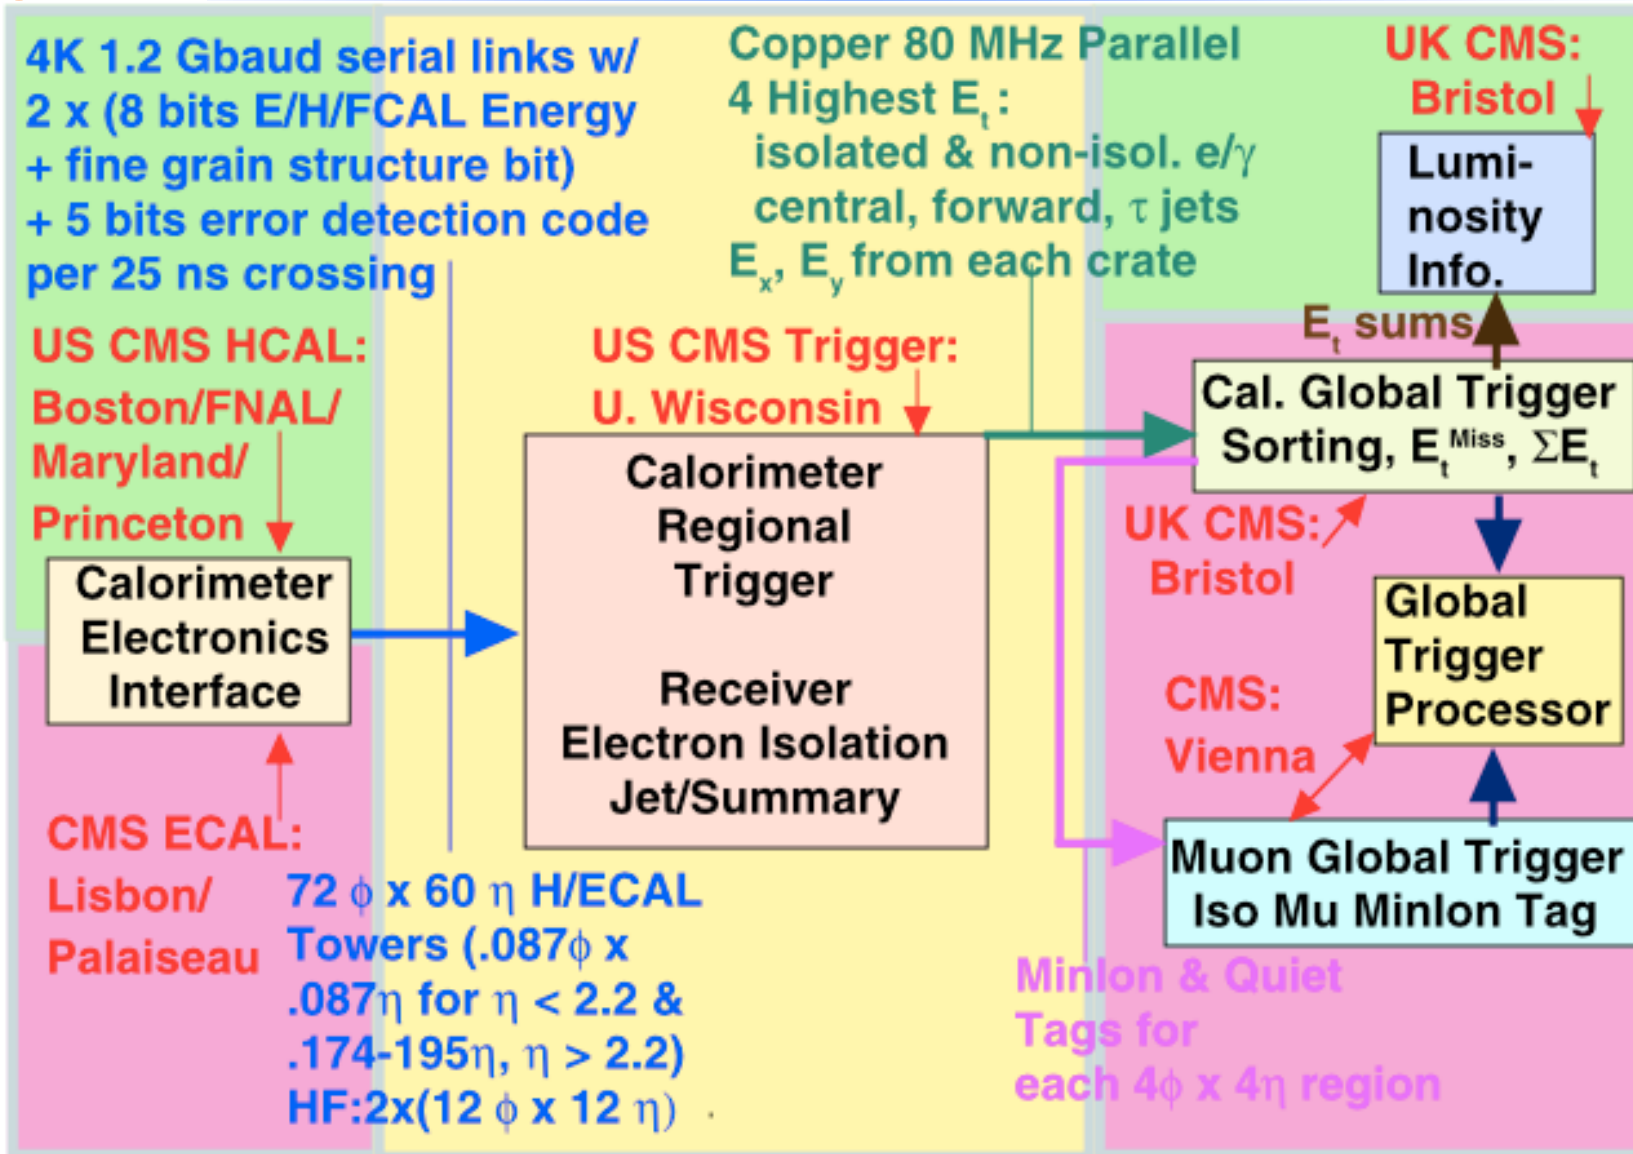 4K 1.2 Gbaud serial links w/
2 x (8 bits E/H/FCAL Energy
+ fine grain structure bit)
+ 5 bits error detection code
per 25 ns crossing
US CMS HCAL:
Boston/FNAL/
Maryland/
Princeton
Calorimeter
Electronics
Interface
CMS ECAL:
Lisbon/
Palaiseau
72 φ x 60 η H/ECAL
Towers (.087φ x
.087η for η < 2.2 &
.174-195η, η > 2.2)
HF:2x(12 φ x 12 η)
Copper 80 MHz Parallel
4 Highest Et:
isolated & non-isol. e/γ
central, forward, τ jets
Ex, Ey from each crate
US CMS Trigger:
U. Wisconsin
Calorimeter
Regional
Trigger
Receiver
Electron Isolation
Jet/Summary
UK CMS:
Bristol
Lumi-
nosity
Info.
Et sums
Cal. Global Trigger
Sorting, EtMiss, ΣEt
UK CMS:
Bristol
Global
Trigger
Processor
CMS:
Vienna
Muon Global Trigger
Iso Mu MinIon Tag
MinIon & Quiet
Tags for
each 4φ x 4η region